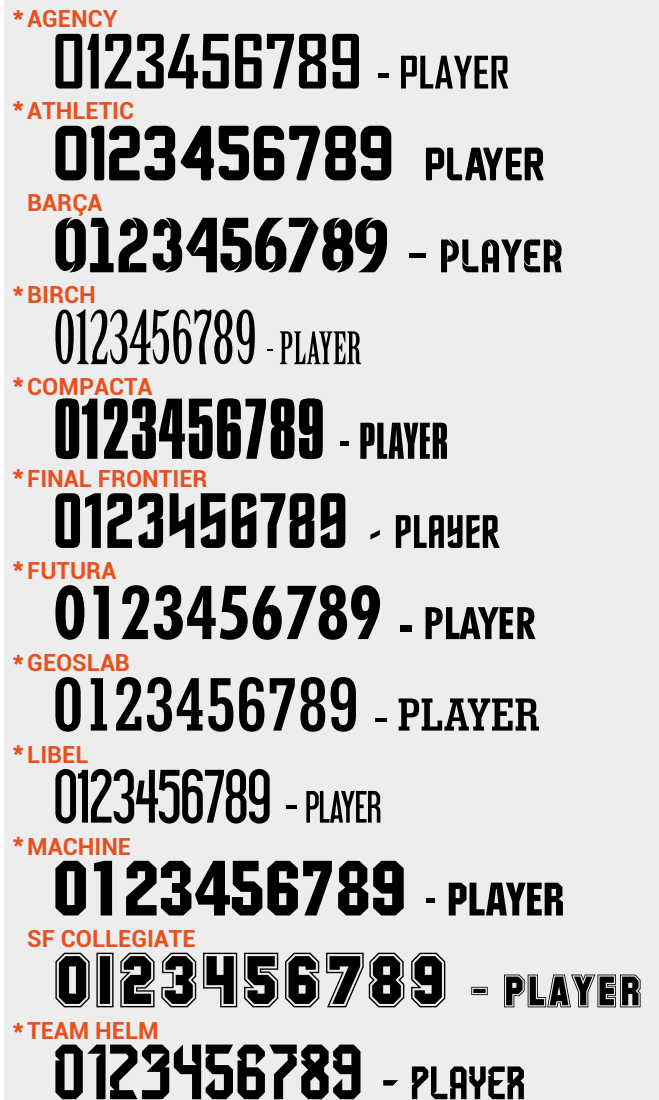 *AGENCY
0123456789 - PLAYER
*ATHLETIC
0123456789 PLAYER
BARÇA
0123456789 - PLAYER
*BIRCH
0123456789 - PLAYER
*COMPACTA
0123456789 - PLAYER
*FINAL FRONTIER
0123456789 - PLAYER
*FUTURA
0123456789 - PLAYER
*GEOSLAB
0123456789 - PLAYER
*LIBEL
0123456789 - PLAYER
*MACHINE
0123456789 - PLAYER
SF COLLEGIATE
0123456789 - PLAYER
*TEAM HELM
0123456789 - PLAYER